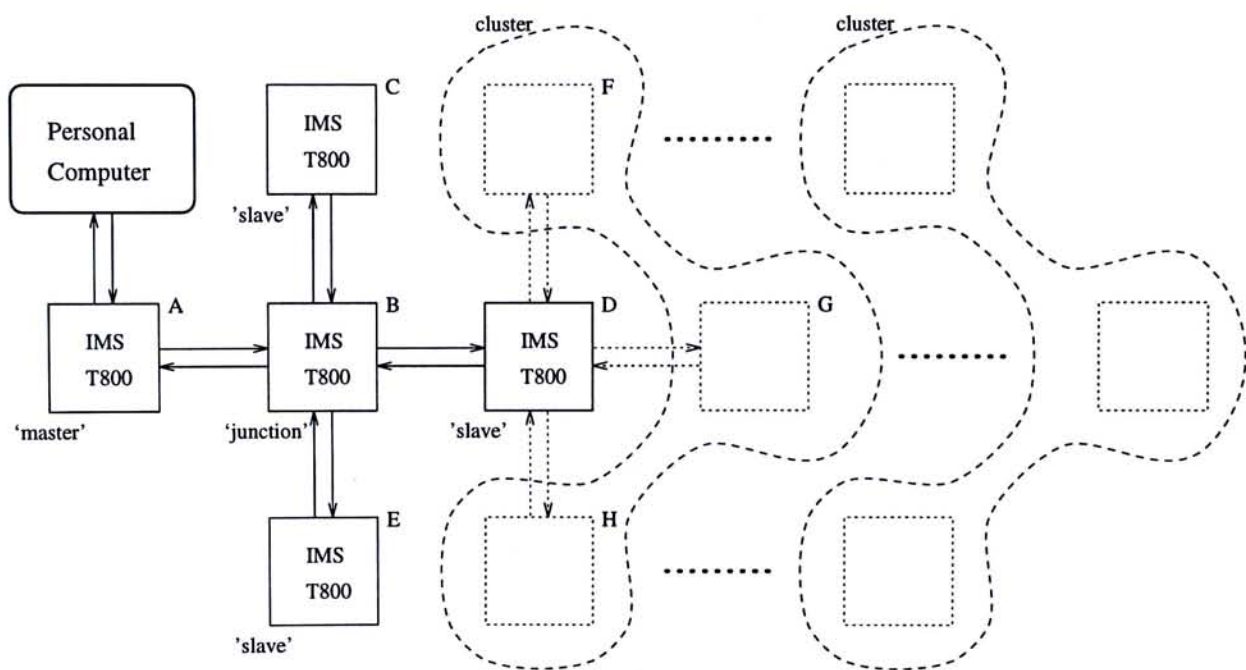 cluster
cluster
C
F
Personal
Computer
IMS
T800
'slave'
A
B
D
G
IMS
T800
IMS
T800
IMS
T800
‘master’
‘junction’
'slave’
E
H
IMS
T800
'slave’